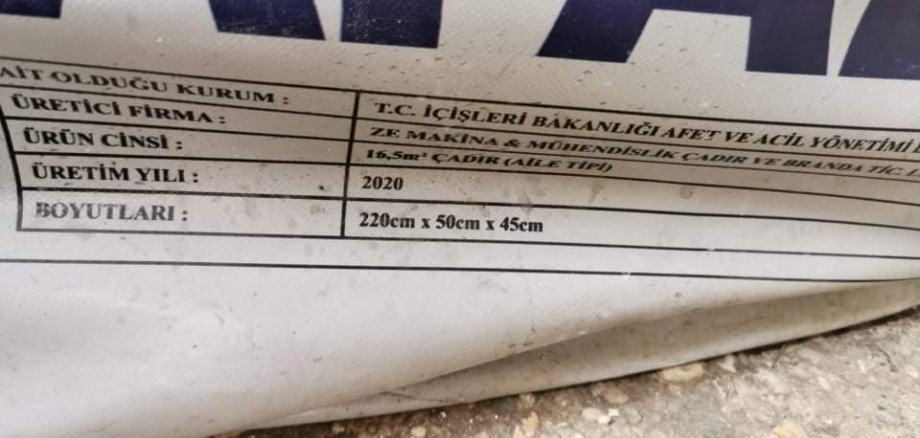 AİT OLDUĞU KURUM : T.C. İÇİŞLERİ BAKANLIĞI AFET VE ACİL YÖNETİMİ
ÜRETİCİ FİRMA : ZE MAKİNA & MÜHENDİSLİK ÇADIR VE BRANDA TİC.
ÜRÜN CİNSİ : 16,5m² ÇADIR (AİLE TİPİ)
ÜRETİM YILI : 2020
BOYUTLARI : 220cm x 50cm x 45cm